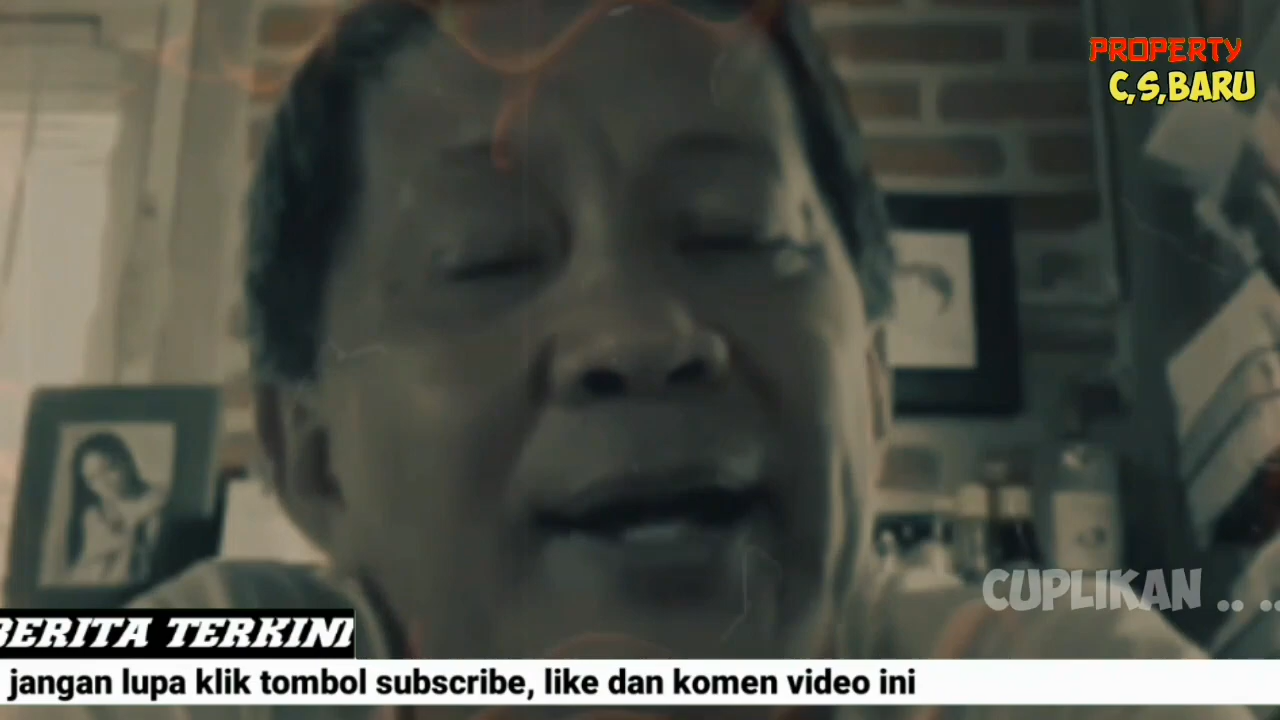 PROPERTY
C,S,BARU
CUPLIKAN .. ..
BERITA TERKINI
jangan lupa klik tombol subscribe, like dan komen video ini